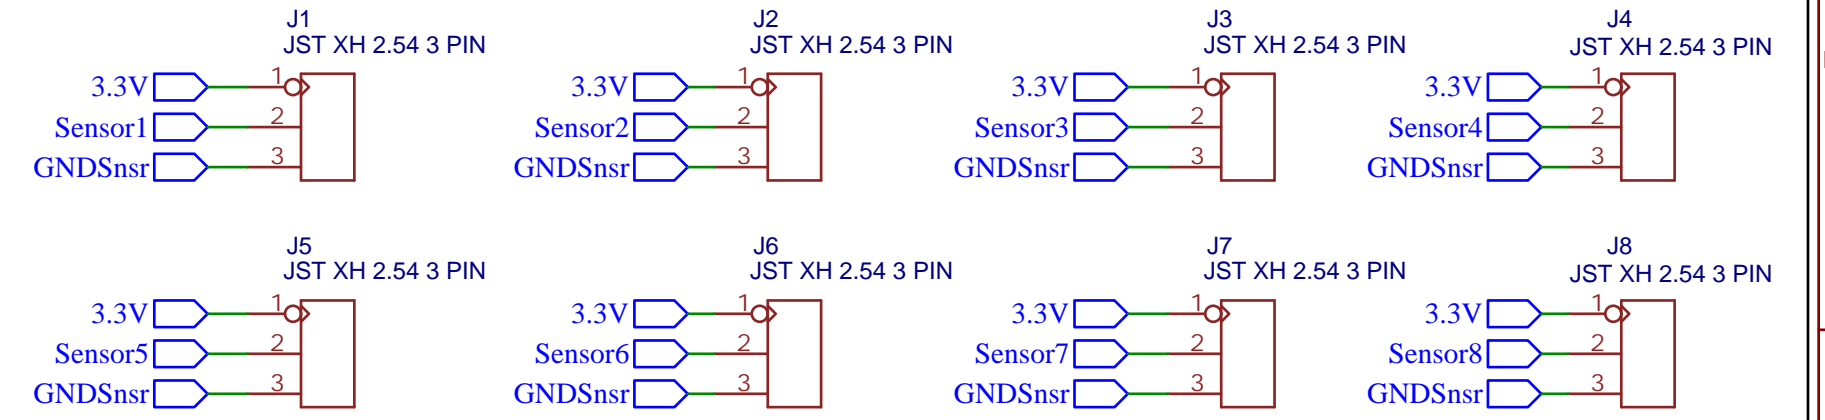 J1
JST XH 2.54 3 PIN
3.3V 1
Sensor1 2
GNDSnsr 3
J2
JST XH 2.54 3 PIN
3.3V 1
Sensor2 2
GNDSnsr 3
J3
JST XH 2.54 3 PIN
3.3V 1
Sensor3 2
GNDSnsr 3
J4
JST XH 2.54 3 PIN
3.3V 1
Sensor4 2
GNDSnsr 3
J5
JST XH 2.54 3 PIN
3.3V 1
Sensor5 2
GNDSnsr 3
J6
JST XH 2.54 3 PIN
3.3V 1
Sensor6 2
GNDSnsr 3
J7
JST XH 2.54 3 PIN
3.3V 1
Sensor7 2
GNDSnsr 3
J8
JST XH 2.54 3 PIN
3.3V 1
Sensor8 2
GNDSnsr 3